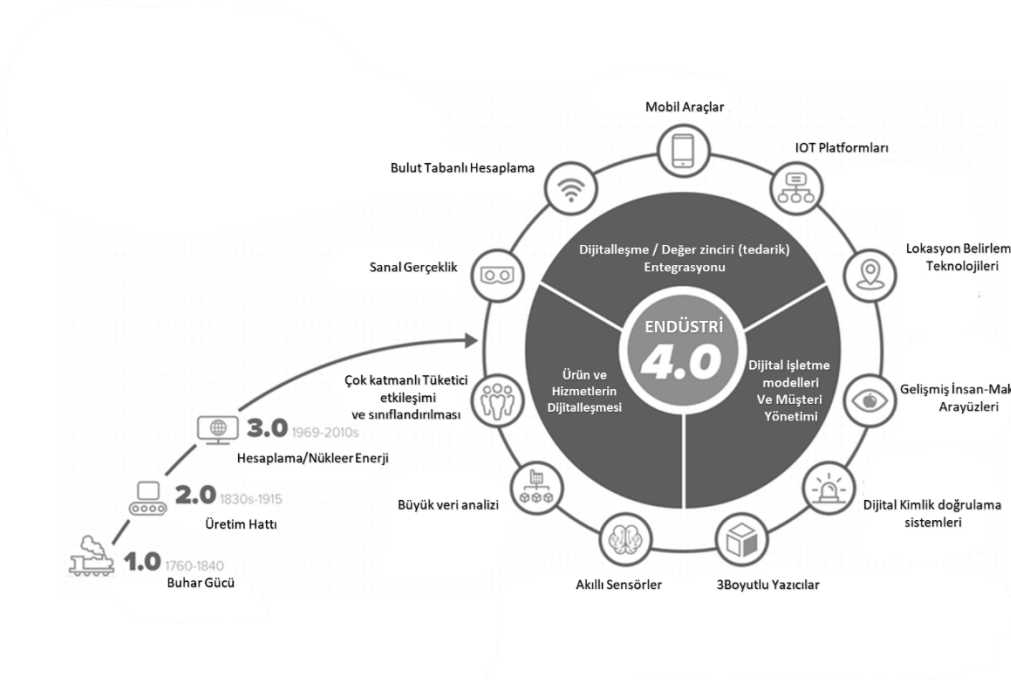 Mobil Araçlar
IOT Platformları
Bulut Tabanlı Hesaplama
Lokasyon Belirlem
Teknolojileri
Dijitalleşme / Değer zinciri (tedarik)
Entegrasyonu
Sanal Gerçeklik
ENDÜSTRİ
4.0
Ürün ve
Hizmetlerin
Dijitalleşmesi
Dijital işletme
modelleri
Ve Müşteri
Yönetimi
Çok katmanlı Tüketici
etkileşimi
ve sınıflandırılması
Gelişmiş İnsan-Mak
Arayüzleri
3.0 1969-2010s
Hesaplama/Nükleer Enerji
2.0 1830s-1915
Üretim Hattı
Büyük veri analizi
Dijital Kimlik doğrulama
sistemleri
1.0 1760-1840
Buhar Gücü
Akıllı Sensörler
3Boyutlu Yazıcılar